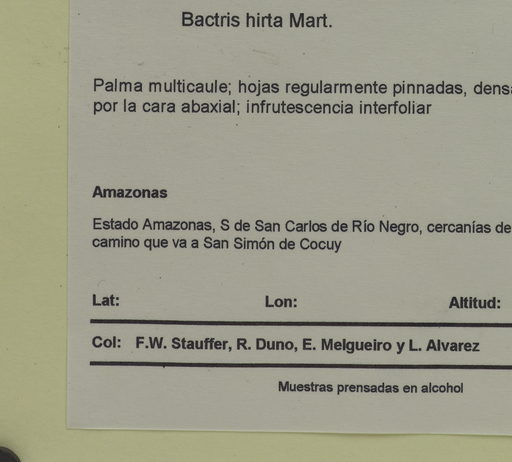 Bactris hirta Mart.
Palma multicaule; hojas regularmente pinnadas,
por la cara abaxial; infrutescencia interfoliar
Amazonas
Estado Amazonas, S de San Carlos de Río Negro, cercanías de
camino que va a San Simón de Cocuy
Lat: Lon: Altitud:
Col: F.W. Stauffer, R. Duno, E. Melgueiro y L. Alvarez
Muestras prensadas en alcohol